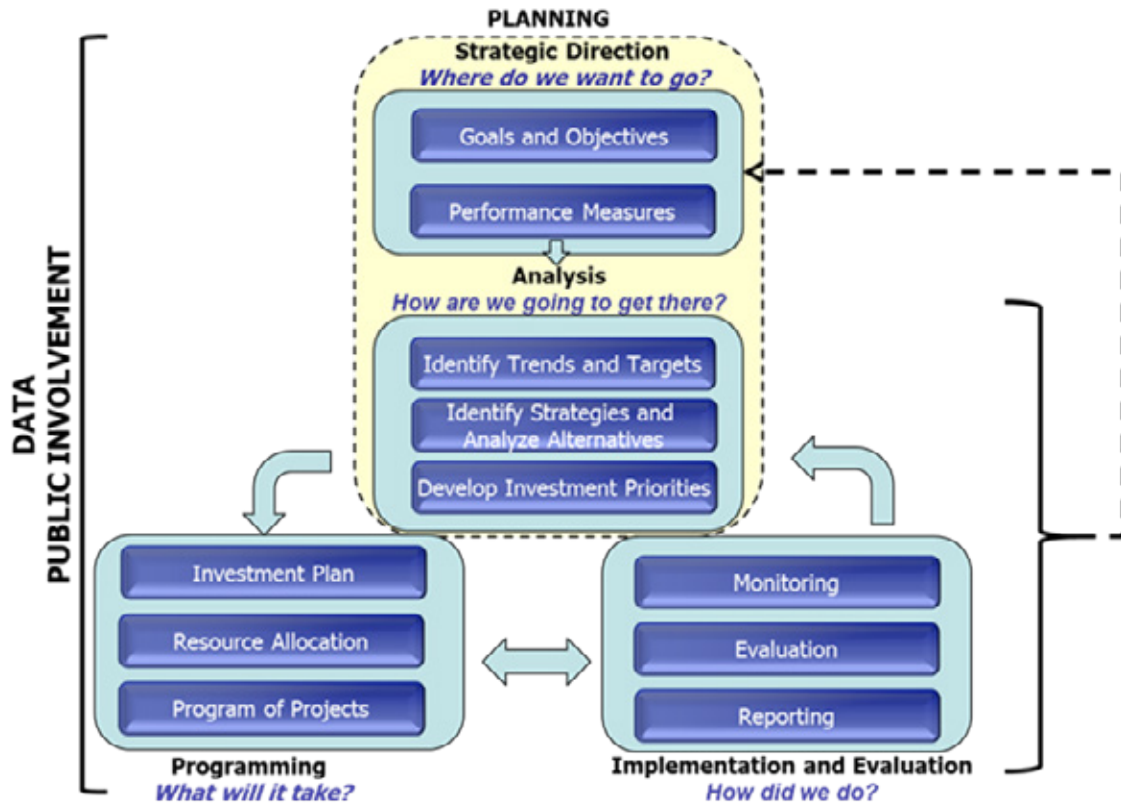 PLANNING
Strategic Direction
Where do we want to go?
Goals and Objectives
Performance Measures
Analysis
How are we going to get there?
Identify Trends and Targets
Identify Strategies and
Analyze Alternatives
Develop Investment Priorities
DATA
PUBLIC INVOLVEMENT
Investment Plan
Resource Allocation
Program of Projects
Programming
What will it take?
Monitoring
Evaluation
Reporting
Implementation and Evaluation
How did we do?